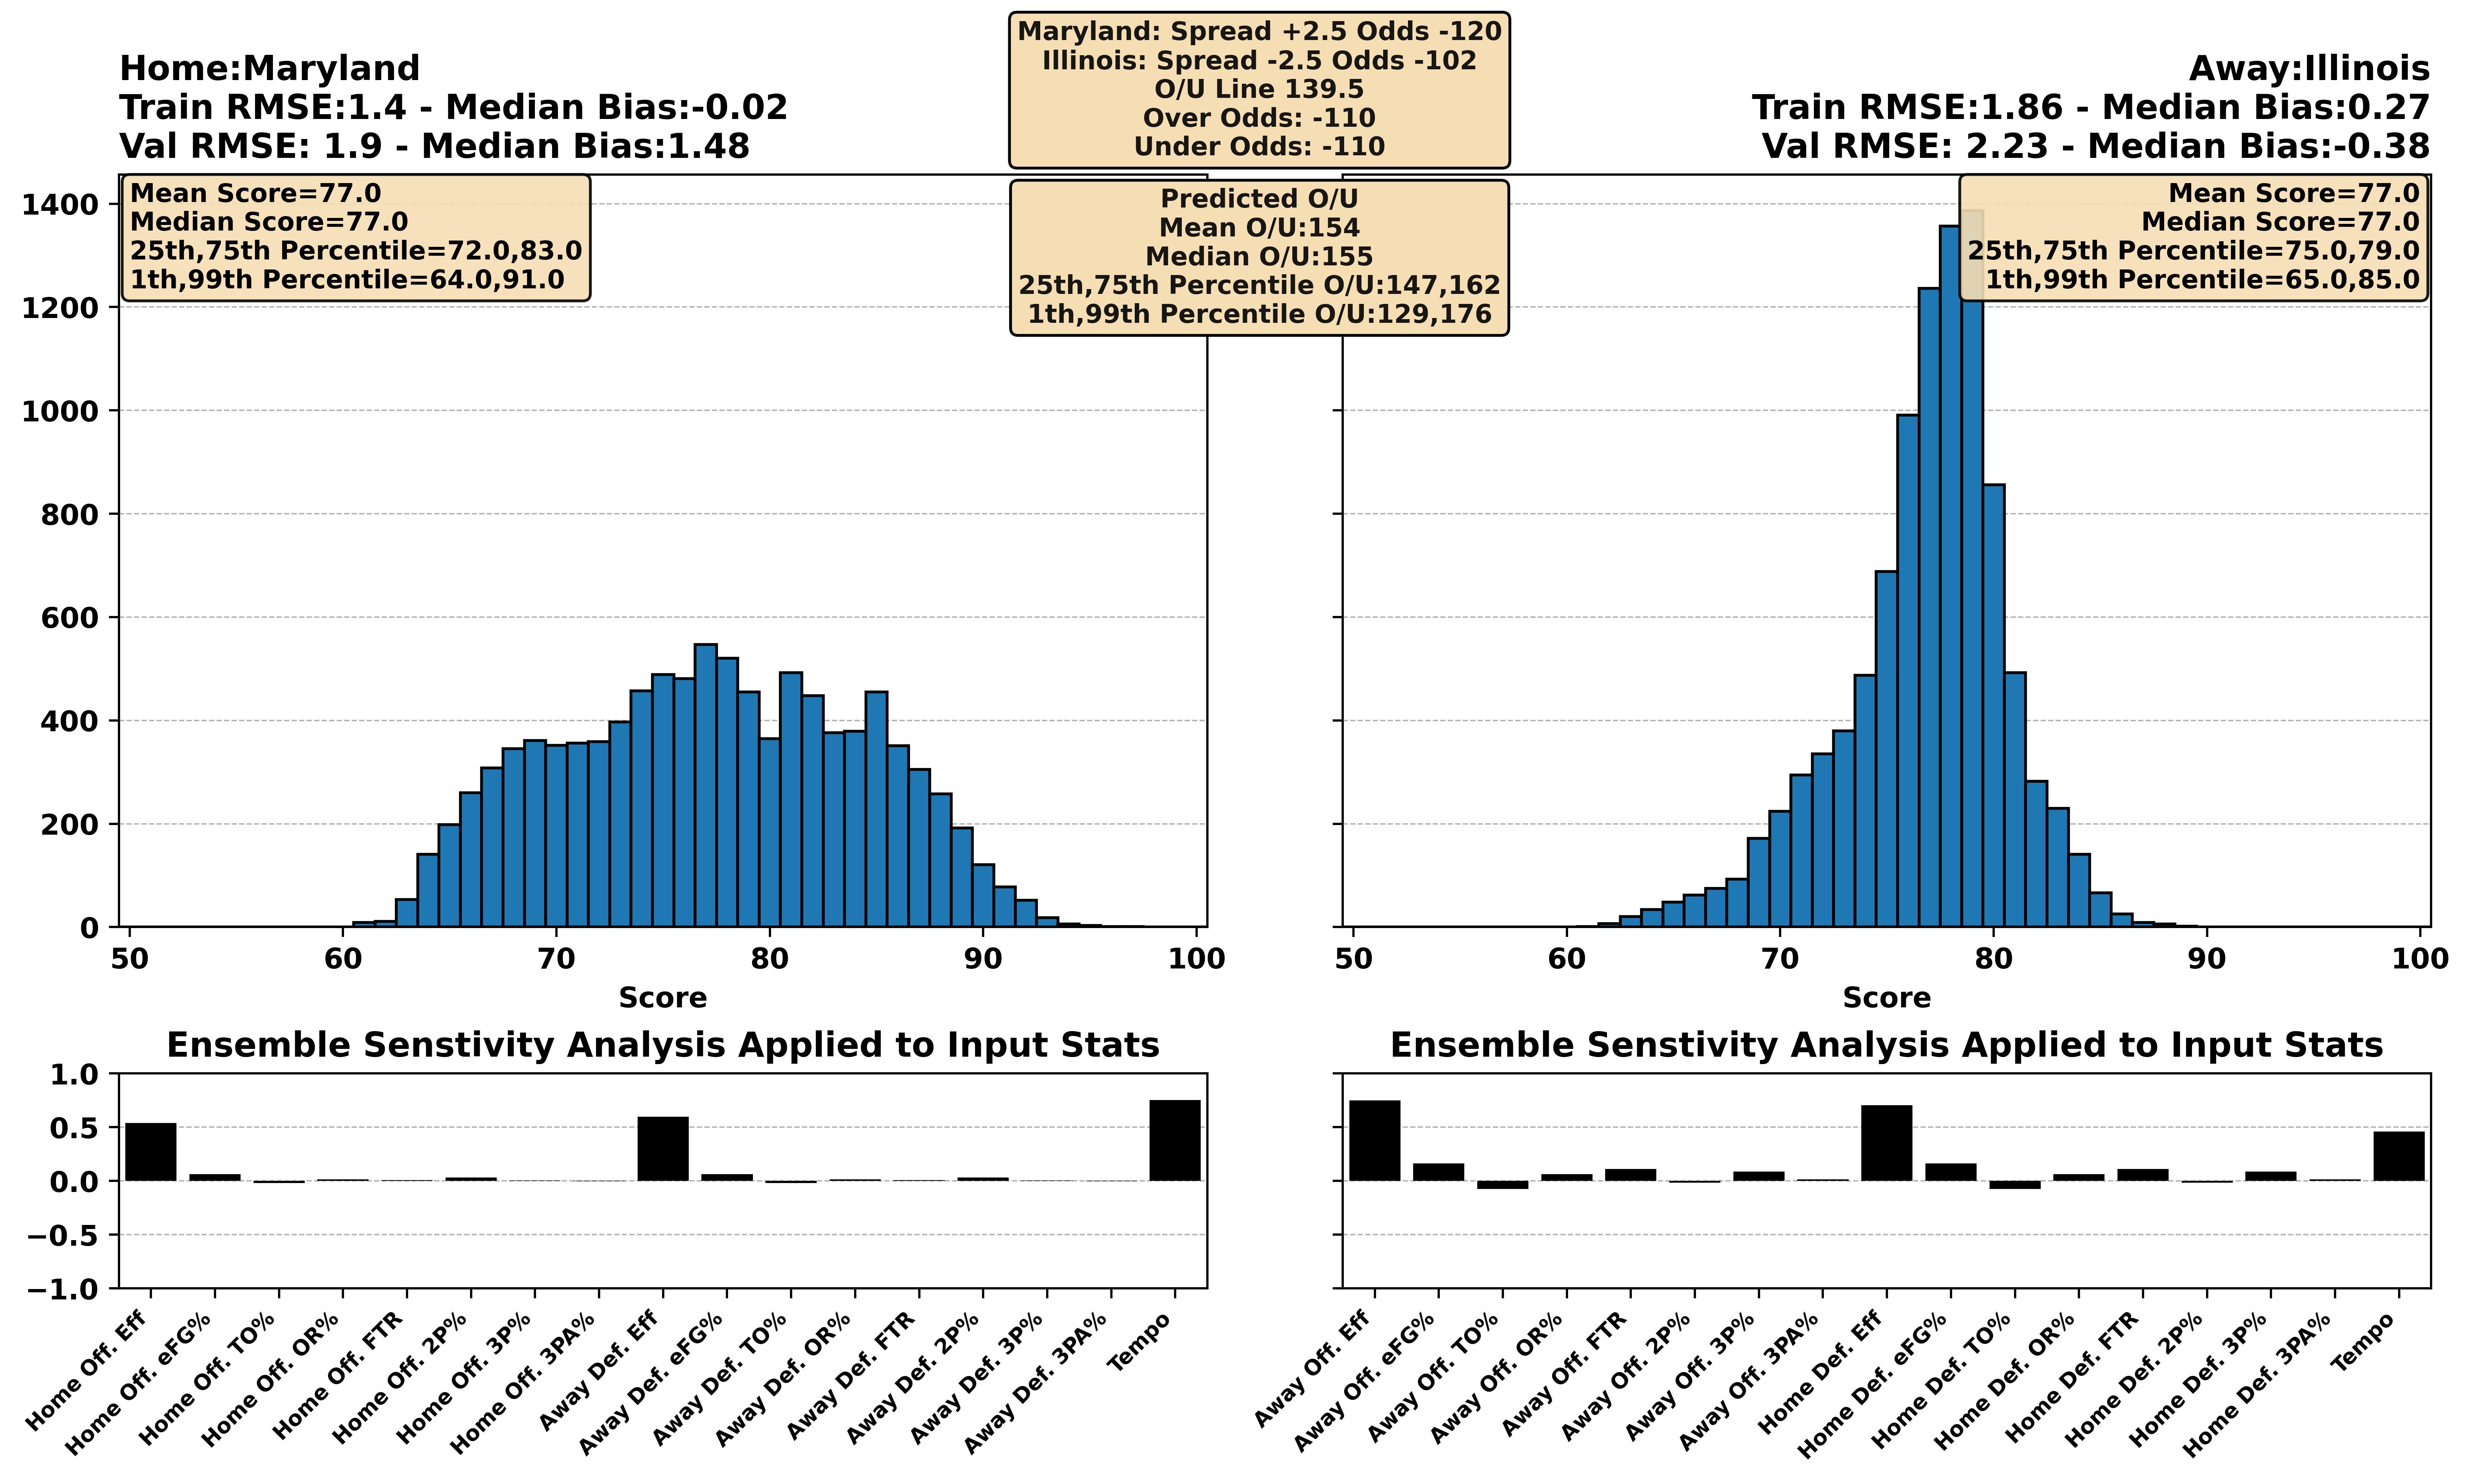 Maryland: Spread +2.5 Odds -120
Illinois: Spread -2.5 Odds -102
O/U Line 139.5
Over Odds: -110
Under Odds: -110
Home:Maryland
Train RMSE:1.4 - Median Bias:-0.02
Val RMSE: 1.9 - Median Bias:1.48
Away:Illinois
Train RMSE:1.86 - Median Bias:0.27
Val RMSE: 2.23 - Median Bias:-0.38
Mean Score=77.0
Median Score=77.0
25th,75th Percentile=72.0,83.0
1th,99th Percentile=64.0,91.0
Predicted O/U
Mean O/U:154
Median O/U:155
25th,75th Percentile O/U:147,162
1th,99th Percentile O/U:129,176
Mean Score=77.0
Median Score=77.0
25th,75th Percentile=75.0,79.0
1th,99th Percentile=65.0,85.0
1400
1200
1000
800
600
400
200
0
50 60 70 80 90 100
Score
50 60 70 80 90 100
Score
Ensemble Senstivity Analysis Applied to Input Stats
Ensemble Senstivity Analysis Applied to Input Stats
1.0
0.5
0.0
−0.5
−1.0
Home Off. Eff
Home Off. eFG%
Home Off. TO%
Home Off. OR%
Home Off. FTR
Home Off. 2P%
Home Off. 3P%
Home Off. 3PA%
Away Def. Eff
Away Def. eFG%
Away Def. TO%
Away Def. OR%
Away Def. FTR
Away Def. 2P%
Away Def. 3P%
Away Def. 3PA%
Tempo
Away Off. Eff
Away Off. eFG%
Away Off. TO%
Away Off. OR%
Away Off. FTR
Away Off. 2P%
Away Off. 3P%
Away Off. 3PA%
Home Def. Eff
Home Def. eFG%
Home Def. TO%
Home Def. OR%
Home Def. FTR
Home Def. 2P%
Home Def. 3P%
Home Def. 3PA%
Tempo